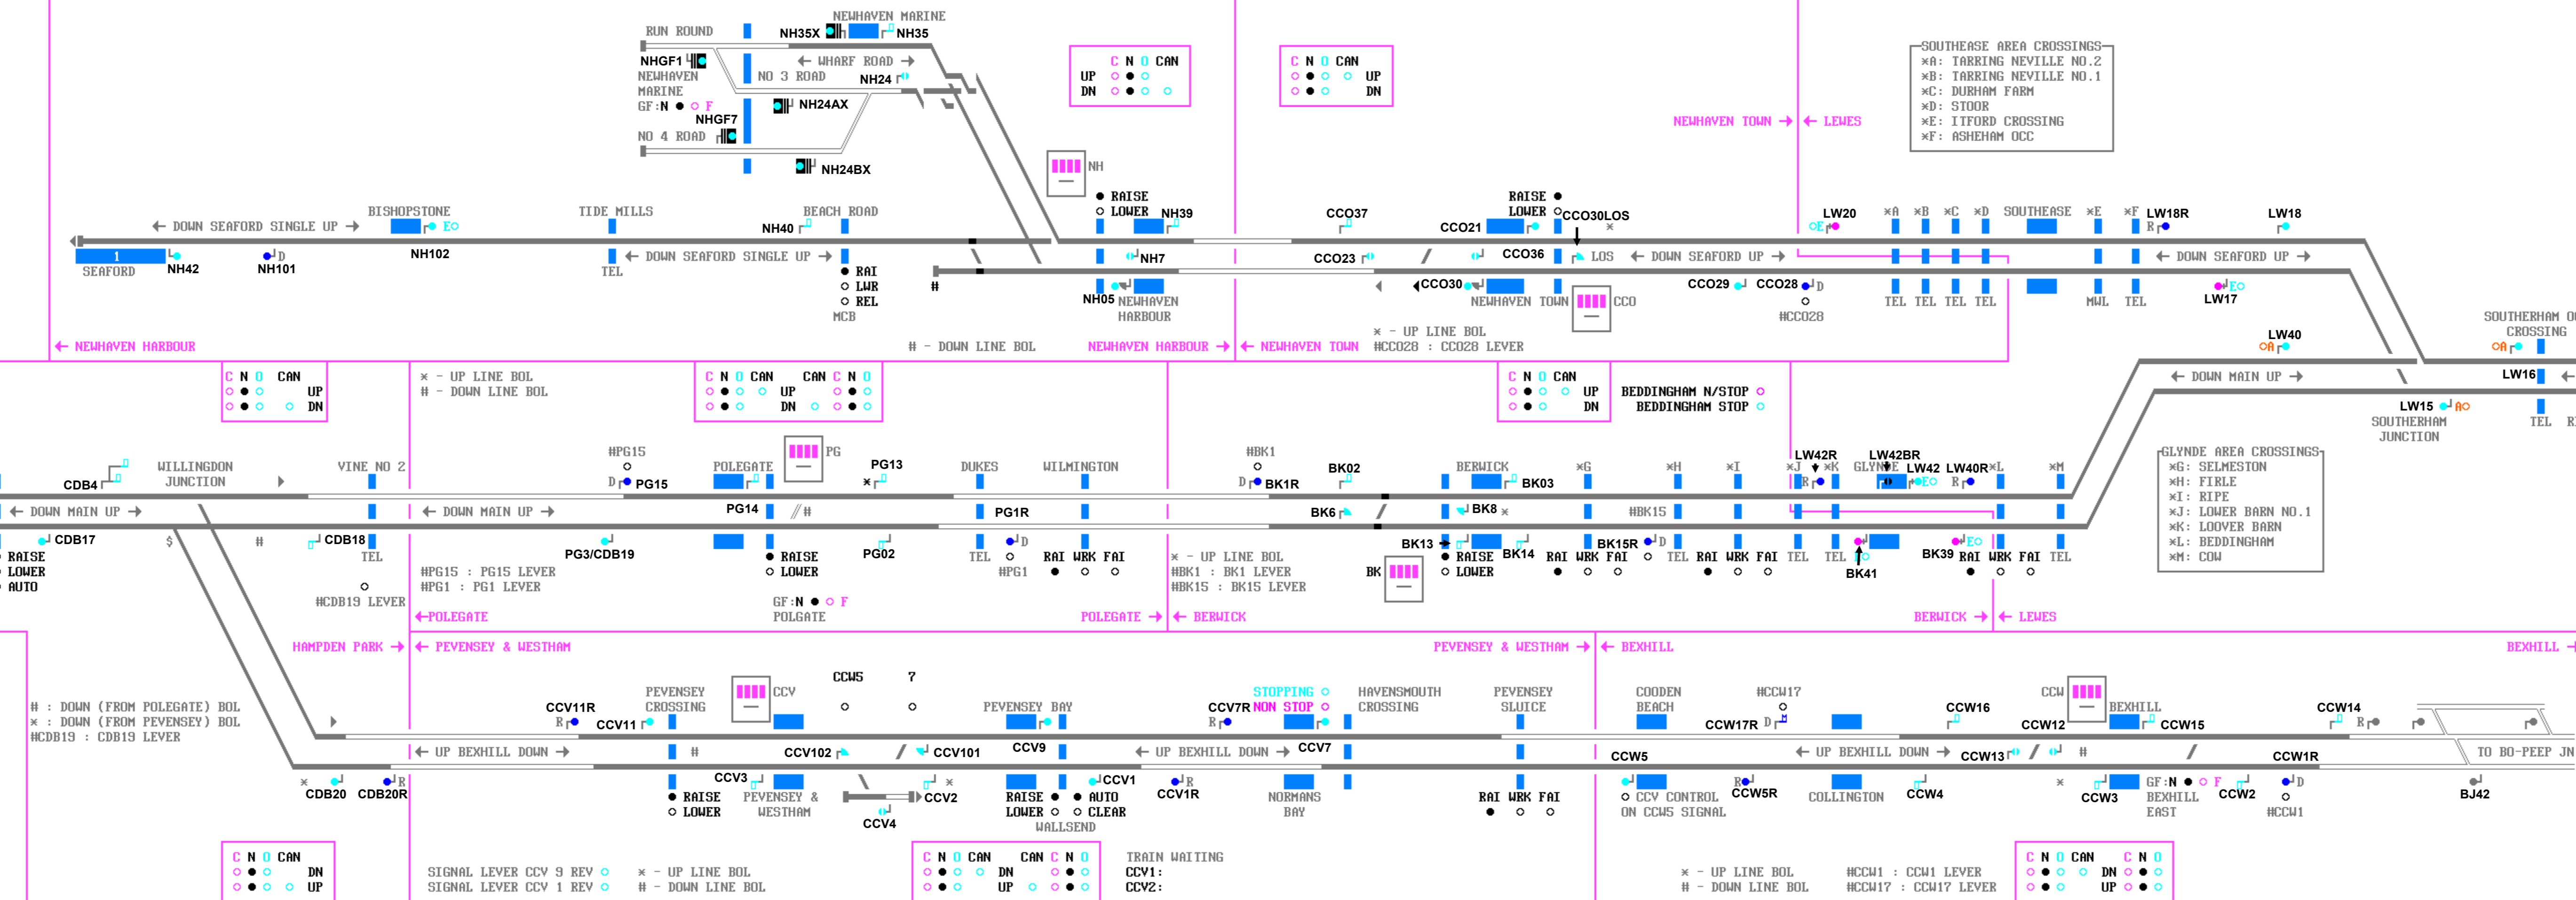 NEWHAVEN MARINE
RUN ROUND
NH35X
NH35
C N O CAN
UP
DN
C N O CAN
UP
DN
SOUTHEASE AREA CROSSINGS
*A: TARRING NEVILLE NO.2
*B: TARRING NEVILLE NO.1
*C: DURHAM FARM
*D: STOOR
*E: ITFORD CROSSING
*F: ASHEHAM OCC
NHGF1
← WHARF ROAD →
NEWHAVEN
MARINE
GF:N F
NO 3 ROAD
NH24
NH24AX
NHGF7
NO 4 ROAD
NH24BX
NEWHAVEN TOWN → ← LEWES
NH
RAISE
LOWER
RAISE
LOWER
← DOWN SEAFORD SINGLE UP →
BISHOPSTONE
E
TIDE MILLS
BEACH ROAD
NH40
NH39
CCO37
CCO21
CCO30LOS
*
LW20
E
*A *B *C *D SOUTHEASE *E *F
LW18R
R
LW18
1
SEAFORD
NH42
NH101
D
NH102
TEL
← DOWN SEAFORD SINGLE UP →
RAI
LWR
REL
MCB
#
NH7
NH05
NEWHAVEN
HARBOUR
CCO23
CCO30
CCO36
LOS
← DOWN SEAFORD UP →
NEWHAVEN TOWN
CCO
CCO29
CCO28
D
#CCO28
TEL TEL TEL TEL
MWL TEL
← DOWN SEAFORD UP →
E
LW17
* - UP LINE BOL
#CCO28 : CCO28 LEVER
SOUTHERHAM OC
CROSSING
← NEWHAVEN HARBOUR
# - DOWN LINE BOL
NEWHAVEN HARBOUR → ← NEWHAVEN TOWN
LW40
A
A
C N O CAN
UP
DN
* - UP LINE BOL
# - DOWN LINE BOL
C N O CAN CAN C N O
UP
DN
C N O CAN
UP
DN
BEDDINGHAM N/STOP
BEDDINGHAM STOP
← DOWN MAIN UP →
LW16
←
LW15
A
SOUTHERHAM
JUNCTION
TEL R
CDB4
WILLINGDON
JUNCTION
VINE NO 2
#PG15
D
PG15
POLEGATE
PG
PG13
*
DUKES
WILMINGTON
#BK1
D
BK1R
BK02
BERWICK
BK03
*G
*H
*I
*J
*K
GLYNDE
LW42R
R
LW42BR
LW42
E
LW40R
R
*L
*M
GLYNDE AREA CROSSINGS
*G: SELMESTON
*H: FIRLE
*I: RIPE
*J: LOWER BARN NO.1
*K: LOOVER BARN
*L: BEDDINGHAM
*M: COW
← DOWN MAIN UP →
← DOWN MAIN UP →
PG14
#
PG1R
BK6
BK8
*
#BK15
CDB17
$
#
CDB18
TEL
PG3/CDB19
PG02
TEL
D
#PG1
BK13
BK14
BK15R
D
TEL
TEL TEL
BK41
BK39
E
TEL
RAISE
LOWER
AUTO
#CDB19 LEVER
#PG15 : PG15 LEVER
#PG1 : PG1 LEVER
RAISE
LOWER
GF:N F
POLGATE
RAI WRK FAI
* - UP LINE BOL
#BK1 : BK1 LEVER
#BK15 : BK15 LEVER
BK
RAISE
LOWER
RAI WRK FAI
RAI WRK FAI
RAI WRK FAI
←POLEGATE
POLEGATE → ← BERWICK
BERWICK → ← LEWES
HAMPDEN PARK → ← PEVENSEY & WESTHAM
PEVENSEY & WESTHAM → ← BEXHILL
BEXHILL →
# : DOWN (FROM POLEGATE) BOL
* : DOWN (FROM PEVENSEY) BOL
#CDB19 : CDB19 LEVER
CCV11R
R
CCV11
PEVENSEY
CROSSING
CCV
CCW5
7
PEVENSEY BAY
CCV7R
R
STOPPING
NON STOP
HAVENSMOUTH
CROSSING
PEVENSEY
SLUICE
COODEN
BEACH
#CCW17
CCW17R
D
CCW16
CCW
CCW12
BEXHILL
CCW15
CCW14
R
← UP BEXHILL DOWN →
#
CCV102
CCV101
CCV9
← UP BEXHILL DOWN →
CCV7
CCW5
← UP BEXHILL DOWN →
CCW13
#
CCW1R
TO BO-PEEP JN
*
CDB20
CDB20R
R
CCV3
PEVENSEY &
WESTHAM
RAISE
LOWER
CCV4
CCV2
*
CCV1
RAISE
LOWER
AUTO
CLEAR
WALLSEND
CCV1R
R
NORMANS
BAY
RAI WRK FAI
CCV CONTROL
ON CCW5 SIGNAL
R
CCW5R
COLLINGTON
CCW4
*
CCW3
GF:N F
BEXHILL
EAST
CCW2
D
#CCW1
BJ42
C N O CAN
DN
UP
SIGNAL LEVER CCV 9 REV
SIGNAL LEVER CCV 1 REV
* - UP LINE BOL
# - DOWN LINE BOL
C N O CAN CAN C N O
DN
UP
TRAIN WAITING
CCV1:
CCV2:
* - UP LINE BOL
# - DOWN LINE BOL
#CCW1 : CCW1 LEVER
#CCW17 : CCW17 LEVER
C N O CAN C N O
DN
UP